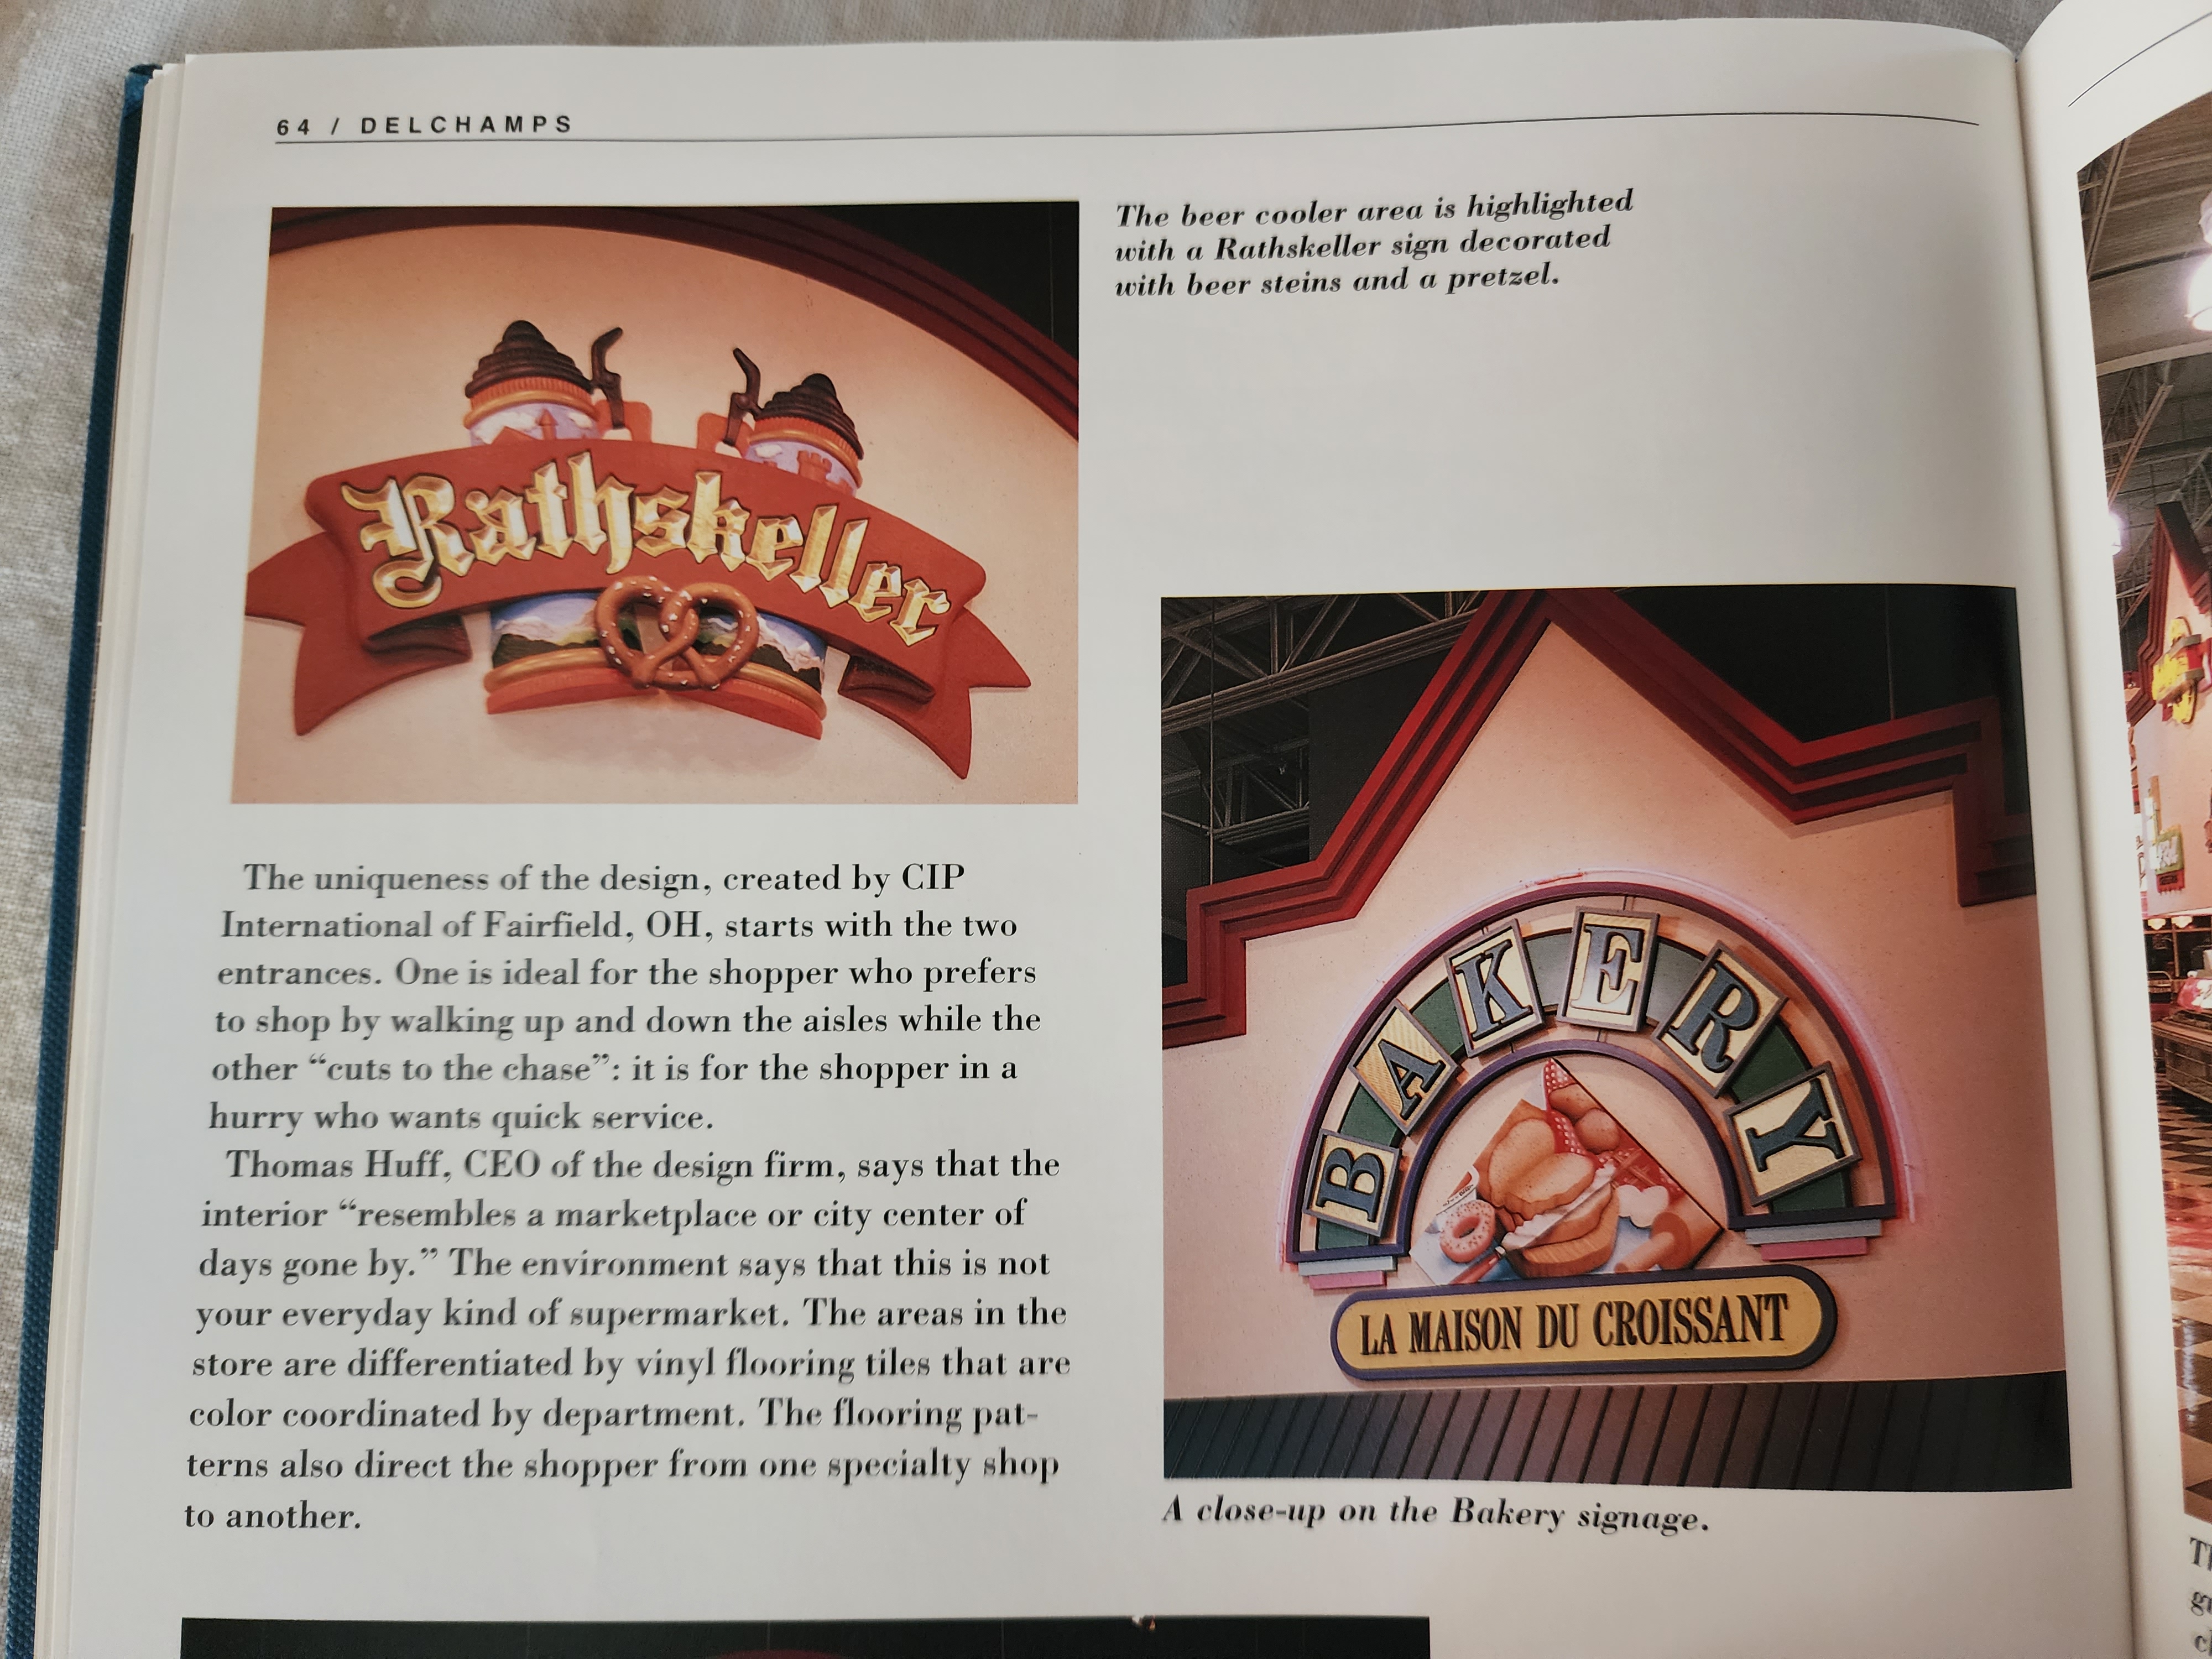 64 / DELCHAMPS
The beer cooler area is highlighted
with a Rathskeller sign decorated
with beer steins and a pretzel.
Rathskeller
The uniqueness of the design, created by CIP
International of Fairfield, OH, starts with the two
entrances. One is ideal for the shopper who prefers
to shop by walking up and down the aisles while the
other “cuts to the chase”: it is for the shopper in a
hurry who wants quick service.
Thomas Huff, CEO of the design firm, says that the
interior “resembles a marketplace or city center of
days gone by.” The environment says that this is not
your everyday kind of supermarket. The areas in the
store are differentiated by vinyl flooring tiles that are
color coordinated by department. The flooring pat-
terns also direct the shopper from one specialty shop
to another.
BAKERY
LA MAISON DU CROISSANT
A close-up on the Bakery signage.